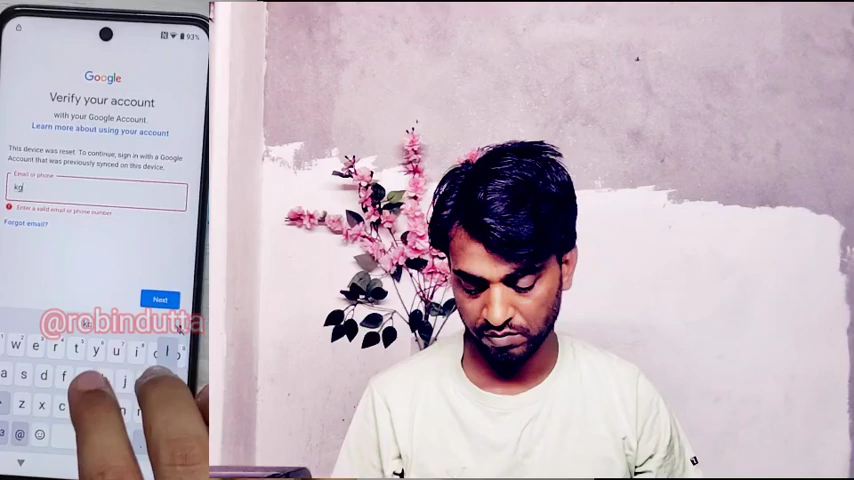 93%
Google
Verify your account
with your Google Account.
Learn more about using your account
This device was reset. To continue, sign in with a Google
Account that was previously synced on this device.
Email or phone
kg
Enter a valid email or phone number
Forgot email?
Next
@robindutta
w e r t y u i
a s d f j
z x c
@